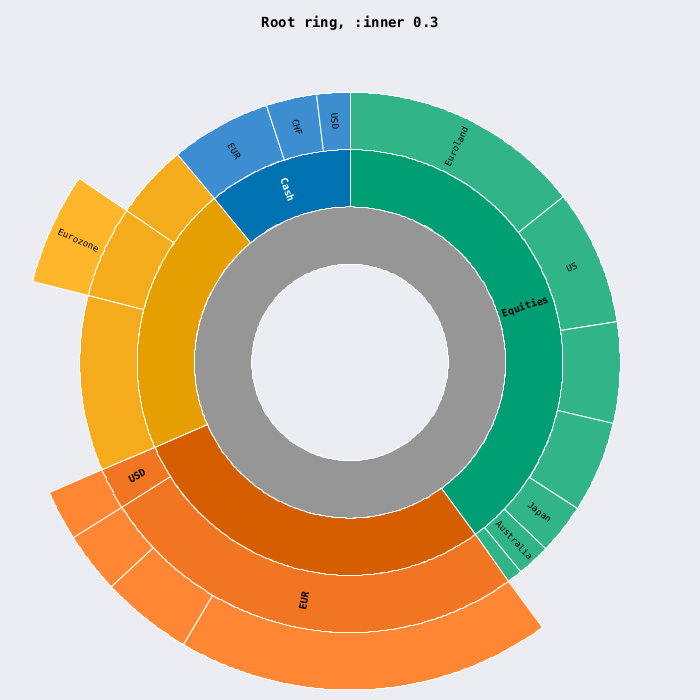 Root ring, :inner 0.3
USD
CHF
EUR
Cash
Euroland
US
Equities
Eurozone
Japan
Australia
USD
EUR